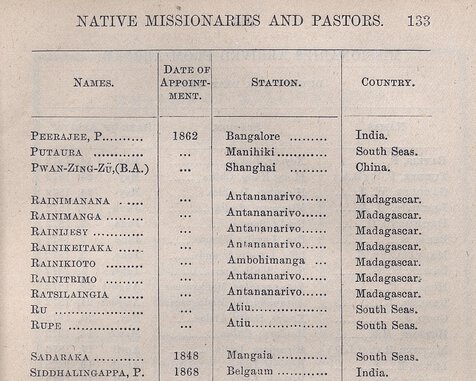 NATIVE MISSIONARIES AND PASTORS. 133
NAMES. DATE OF APPOINT-MENT. STATION. COUNTRY.
PEERAJEE, P.......... 1862 Bangalore ......... India.
PUTAURA ............ ... Manihiki ............ South Seas.
PWAN-ZING-ZŬ,(B.A.) ... Shanghai ......... China.
RAINIMANANA . ..... ... Antananarivo...... Madagascar.
RAINIMANGA ......... ... Antananarivo...... Madagascar.
RAINIJESY ............ ... Antananarivo...... Madagascar.
RAINIKEITAKA ...... ... Antananarivo...... Madagascar.
RAINIKIOTO ......... ... Ambohimanga ... Madagascar.
RAINITRIMO ......... ... Antananarivo...... Madagascar.
RATSILAINGIA ...... ... Antananarivo...... Madagascar.
RU ..................... ... Atiu.................. South Seas.
RUPE .................. ... Atiu.................. South Seas.
SADARAKA ............ 1848 Mangaia ............ South Seas.
SIDDHALINGAPPA, P. 1868 Belgaum ............ India.